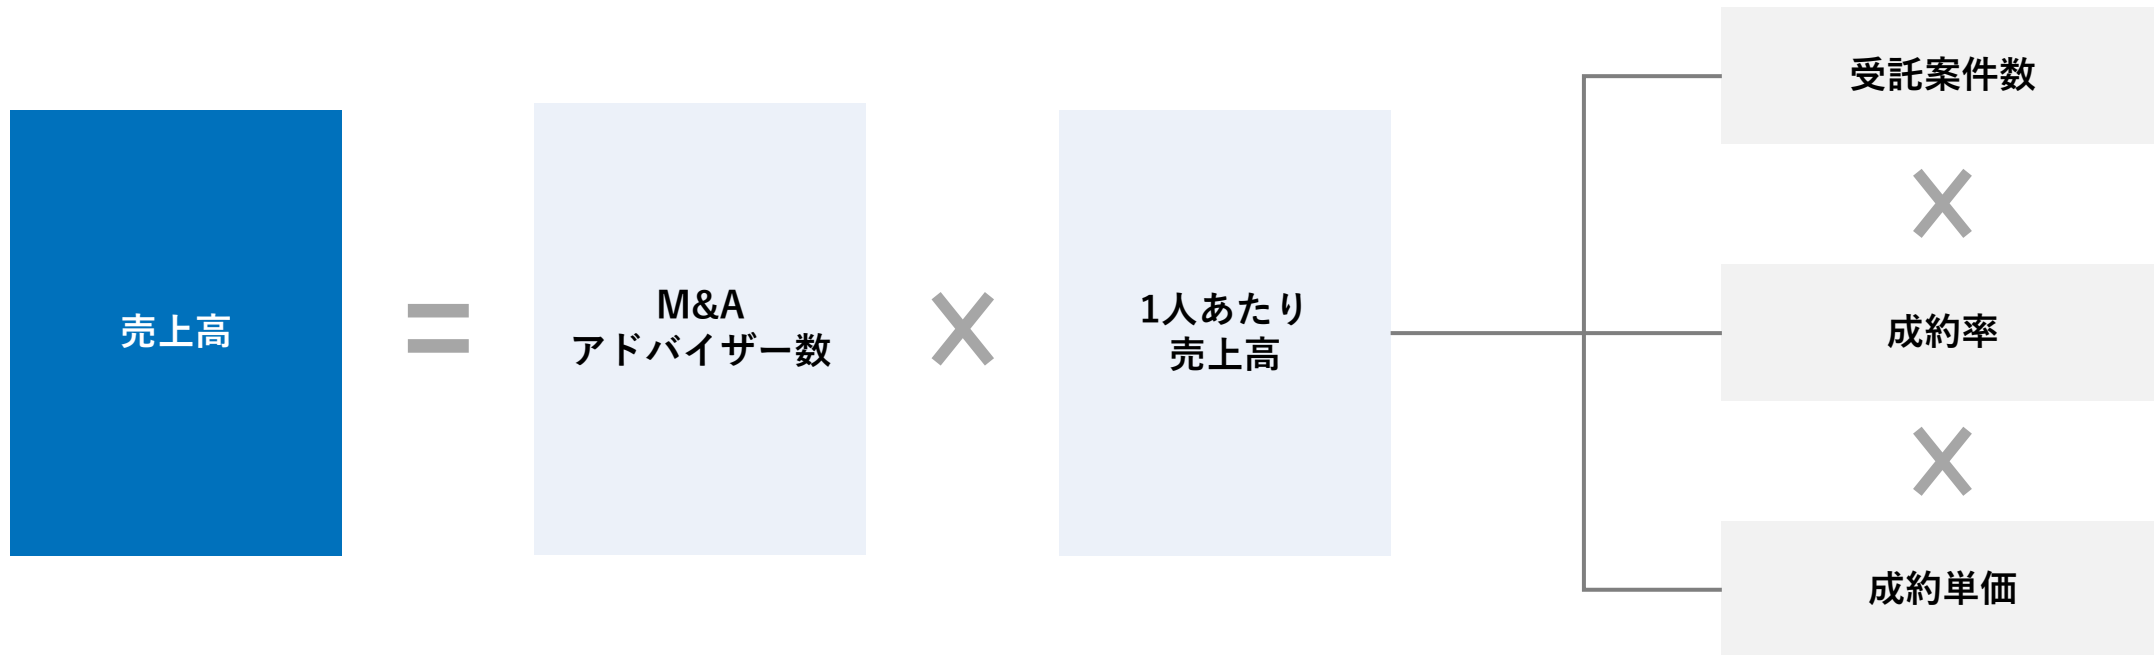 売上高
M&A
アドバイザー数
1人あたり
売上高
受託案件数
成約率
成約単価